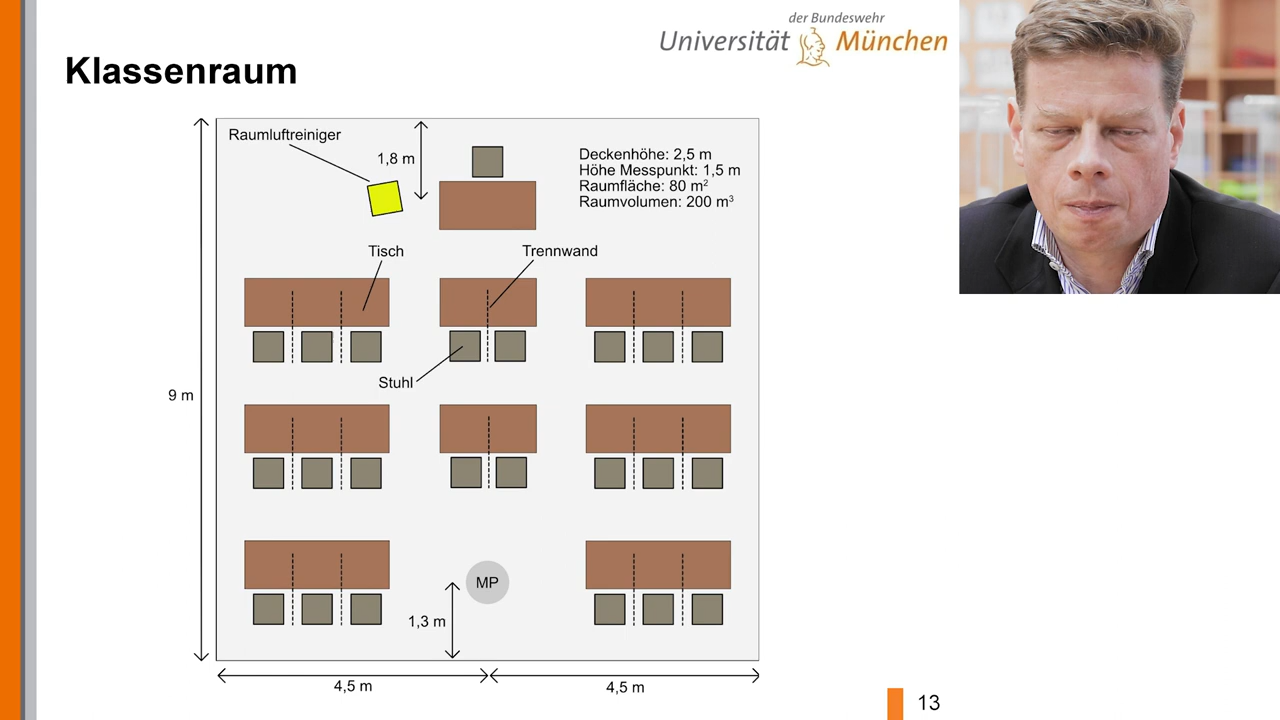 der Bundeswehr
Universität München
Klassenraum
Raumluftreiniger
1,8 m
Deckenhöhe: 2,5 m
Höhe Messpunkt: 1,5 m
Raumfläche: 80 m²
Raumvolumen: 200 m³
Tisch
Trennwand
Stuhl
9 m
MP
1,3 m
4,5 m
4,5 m
13